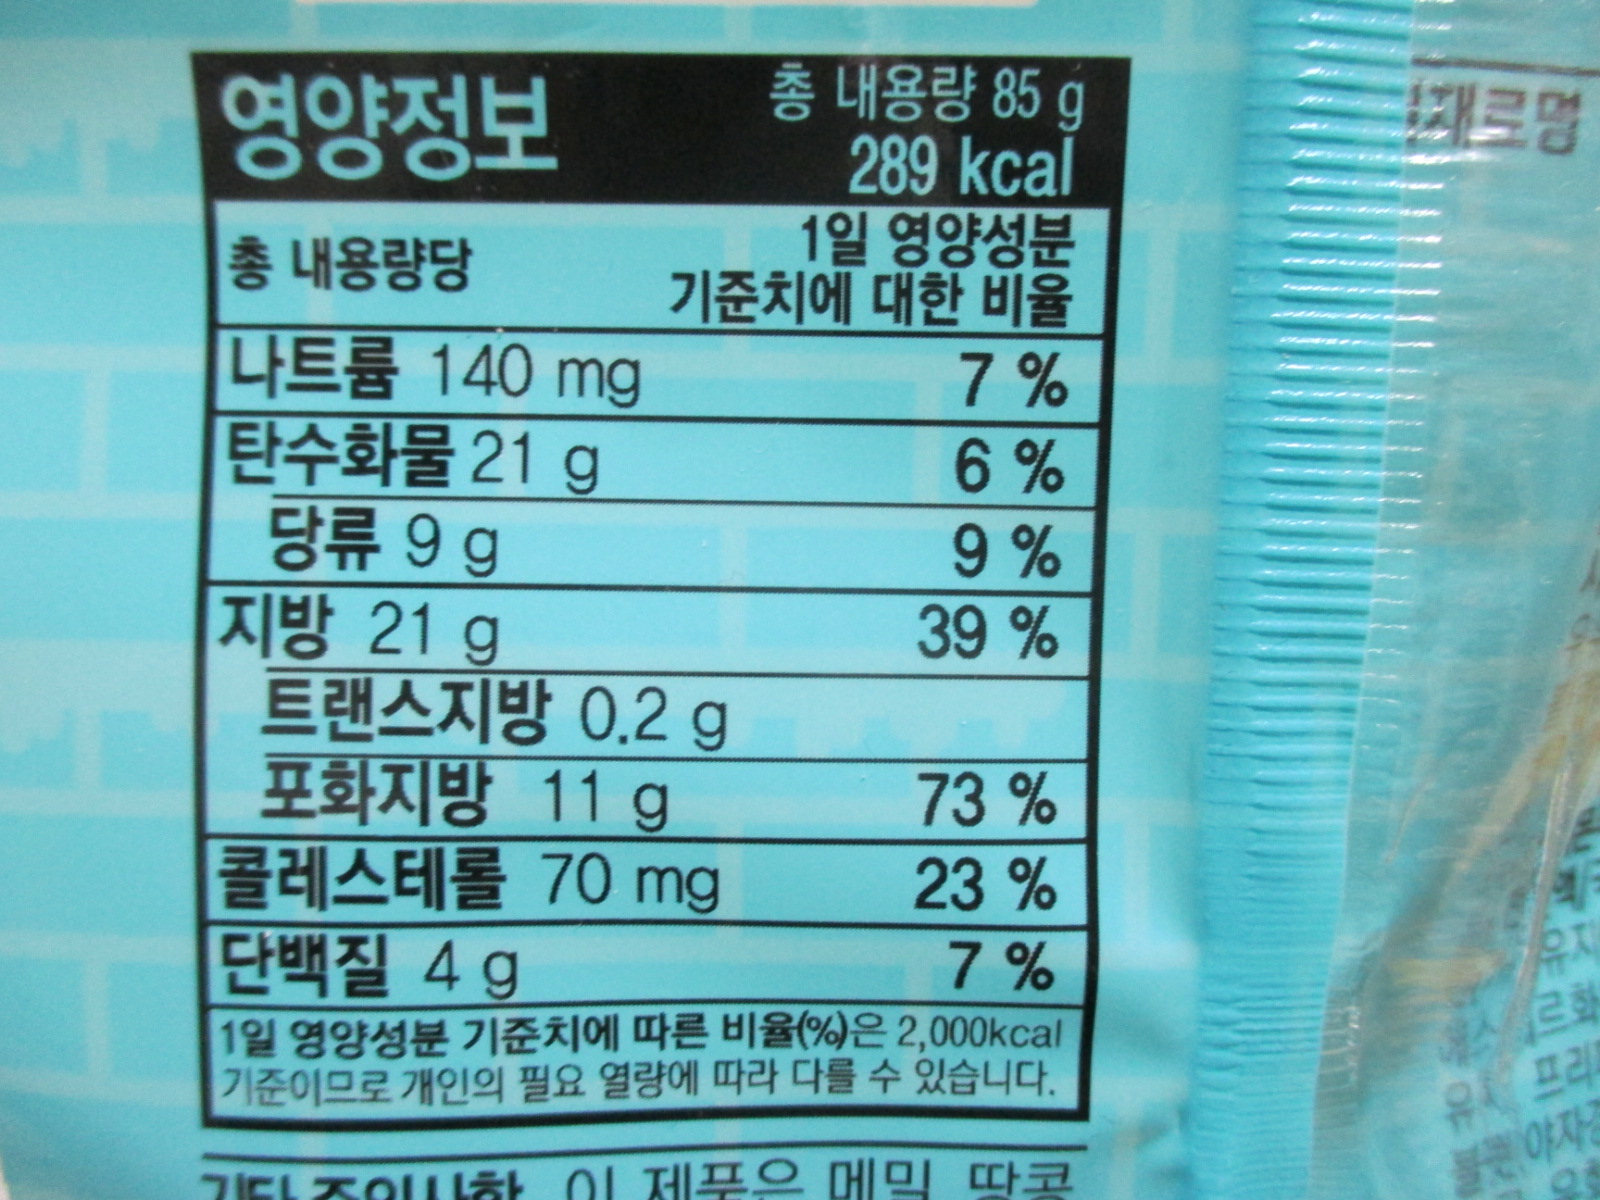 영양정보
총 내용량 85 g
289 kcal
총 내용량당
1일 영양성분
기준치에 대한 비율
나트륨 140 mg 7 %
탄수화물 21 g 6 %
당류 9 g 9 %
지방 21 g 39 %
트랜스지방 0.2 g
포화지방 11 g 73 %
콜레스테롤 70 mg 23 %
단백질 4 g 7 %
1일 영양성분 기준치에 따른 비율(%)은 2,000kcal
기준이므로 개인의 필요 열량에 따라 다를 수 있습니다.
이 제품은 메밀, 땅콩